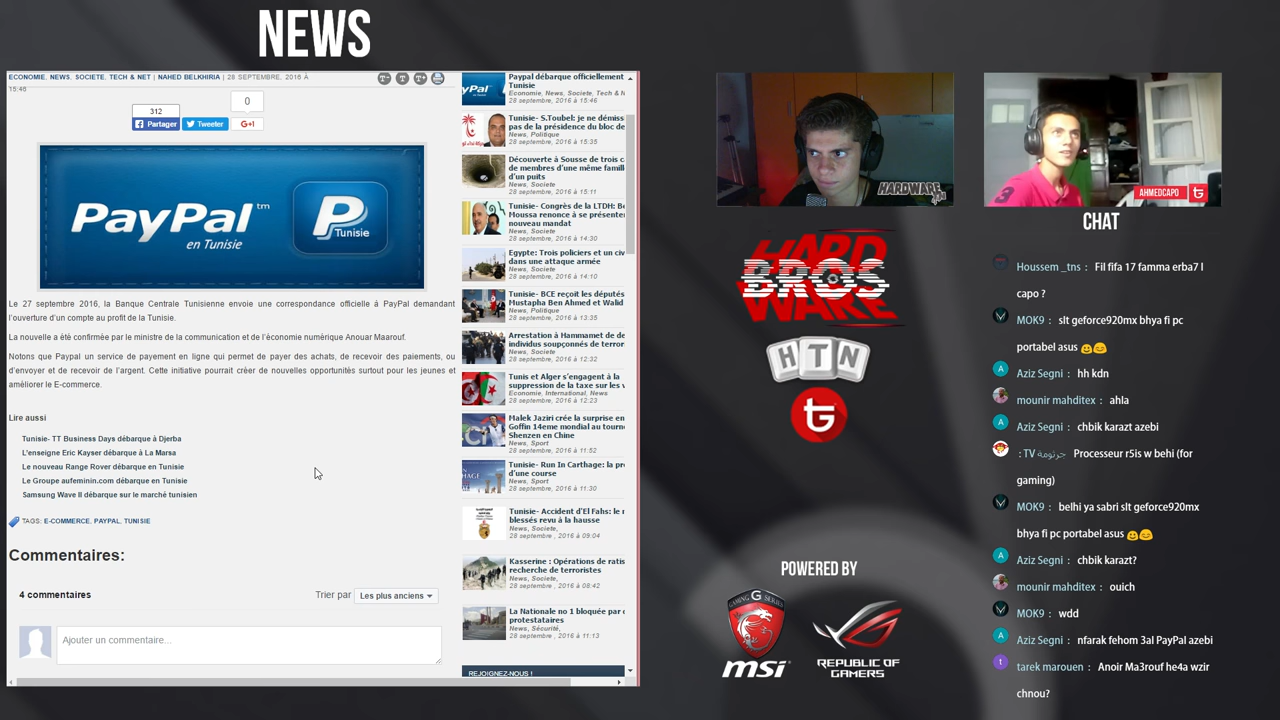 NEWS
ECONOMIE, NEWS, SOCIETE, TECH & NET | NAHED BELKHIRIA | 28 SEPTEMBRE, 2016 À
15:46
T- T T+
312
0
Partager
Tweeter
G+1
PayPal™
en Tunisie
P
Tunisie
Le 27 septembre 2016, la Banque Centrale Tunisienne envoie une correspondance officielle à PayPal demandant
l'ouverture d'un compte au profit de la Tunisie.
La nouvelle a été confirmée par le ministre de la communication et de l'économie numérique Anouar Maarouf.
Notons que Paypal un service de payement en ligne qui permet de payer des achats, de recevoir des paiements, ou
d'envoyer et de recevoir de l'argent. Cette initiative pourrait créer de nouvelles opportunités surtout pour les jeunes et
améliorer le E-commerce.
Lire aussi
Tunisie- TT Business Days débarque à Djerba
L'enseigne Eric Kayser débarque à La Marsa
Le nouveau Range Rover débarque en Tunisie
Le Groupe aufeminin.com débarque en Tunisie
Samsung Wave II débarque sur le marché tunisien
TAGS: E-COMMERCE, PAYPAL, TUNISIE
Commentaires:
4 commentaires
Trier par Les plus anciens
Ajouter un commentaire...
Paypal débarque officiellement
Tunisie
Economie, News, Societe, Tech & N
28 septembre, 2016 à 15:46
Tunisie- S.Toubel: je ne démiss
pas de la présidence du bloc de
News, Politique
28 septembre, 2016 à 15:35
Découverte à Sousse de trois c
de membres d'une même famill
d'un puits
News, Societe
28 septembre, 2016 à 15:11
Tunisie- Congrès de la LTDH: Be
Moussa renonce à se présente
nouveau mandat
News, Societe
28 septembre, 2016 à 14:30
Egypte: Trois policiers et un civ
dans une attaque armée
News, Societe
28 septembre, 2016 à 14:10
Tunisie- BCE reçoit les députés
Mustapha Ben Ahmed et Walid
News, Politique
28 septembre, 2016 à 13:35
Arrestation à Hammamet de de
individus soupçonnés de terror
News, Societe
28 septembre, 2016 à 12:32
Tunis et Alger s'engagent à la
suppression de la taxe sur les v
Economie, International, News
28 septembre, 2016 à 12:23
Malek Jaziri crée la surprise en
Goffin 14eme mondial au tourn
Shenzen en Chine
News, Sport
28 septembre, 2016 à 11:52
Tunisie- Run In Carthage: la pr
d'une course
News, Sport
28 septembre, 2016 à 11:30
Tunisie- Accident d'El Fahs: le n
blessés revu à la hausse
News, Societe,
28 septembre , 2016 à 09:04
Kasserine : Opérations de ratis
recherche de terroristes
News, Societe,
28 septembre , 2016 à 08:42
La Nationale no 1 bloquée par
protestataires
News, Sécurité,
28 septembre , 2016 à 11:13
REJOIGNEZ-NOUS !
HARDWARE
AHMEDCAPO
HARD
BROS
WARE
HTN
POWERED BY
GAMING G SERIES
msi
REPUBLIC OF
GAMERS
CHAT
Houssem _tns : Fil fifa 17 famma erba7 l
capo ?
MOK9 : slt geforce920mx bhya fi pc
portabel asus 😀😊
Aziz Segni : hh kdn
mounir mahditex : ahla
Aziz Segni : chbik karazt azebi
جرثومة TV : Processeur r5is w behi (for
gaming)
MOK9 : belhi ya sabri slt geforce920mx
bhya fi pc portabel asus 😀😊
Aziz Segni : chbik karazt?
mounir mahditex : ouich
MOK9 : wdd
Aziz Segni : nfarak fehom 3al PayPal azebi
tarek marouen : Anoir Ma3rouf he4a wzir
chnou?